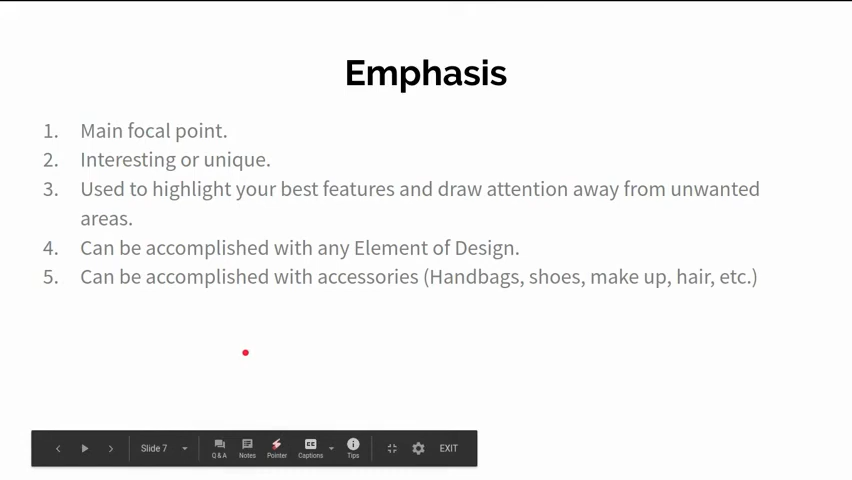 Emphasis
1. Main focal point.
2. Interesting or unique.
3. Used to highlight your best features and draw attention away from unwanted
areas.
4. Can be accomplished with any Element of Design.
5. Can be accomplished with accessories (Handbags, shoes, make up, hair, etc.)
Slide 7
Q & A Notes Pointer CC Captions Tips EXIT